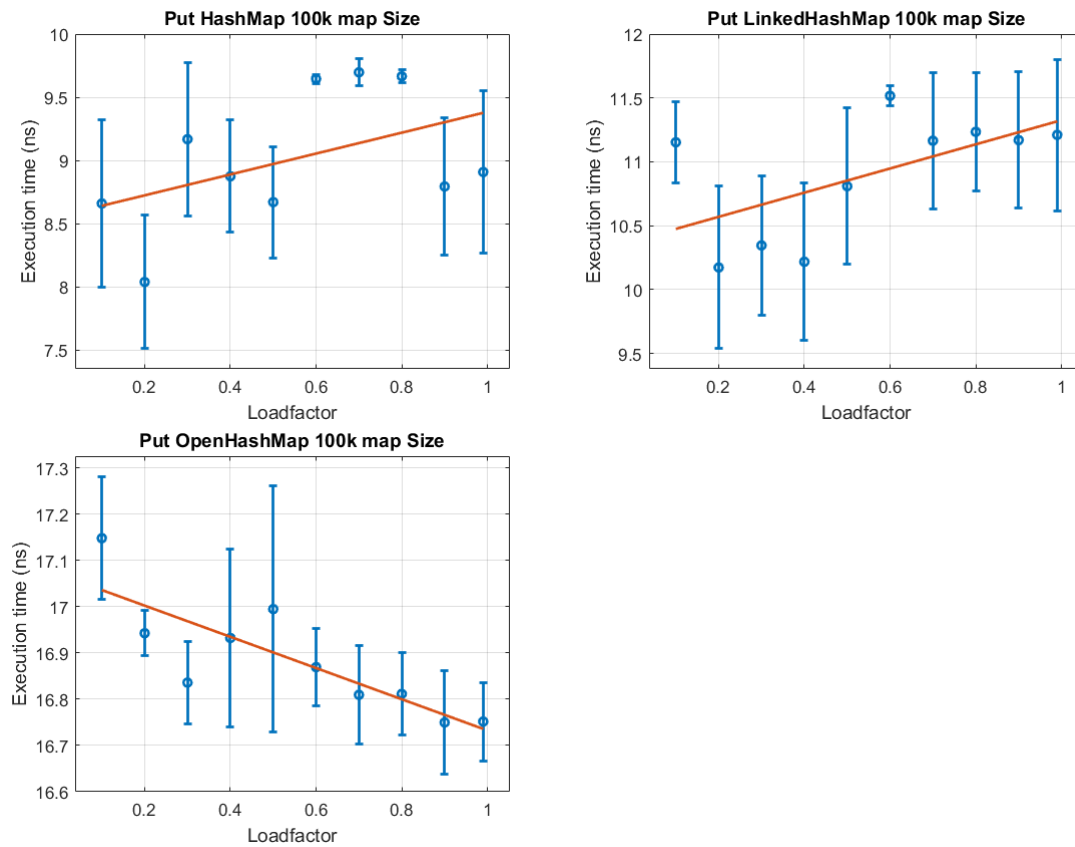 Put HashMap 100k map Size
10
9.5
9
8.5
8
7.5
Execution time (ns)
0.2 0.4 0.6 0.8 1
Loadfactor
Put LinkedHashMap 100k map Size
12
11.5
11
10.5
10
9.5
Execution time (ns)
0.2 0.4 0.6 0.8 1
Loadfactor
Put OpenHashMap 100k map Size
17.3
17.2
17.1
17
16.9
16.8
16.7
16.6
Execution time (ns)
0.2 0.4 0.6 0.8 1
Loadfactor